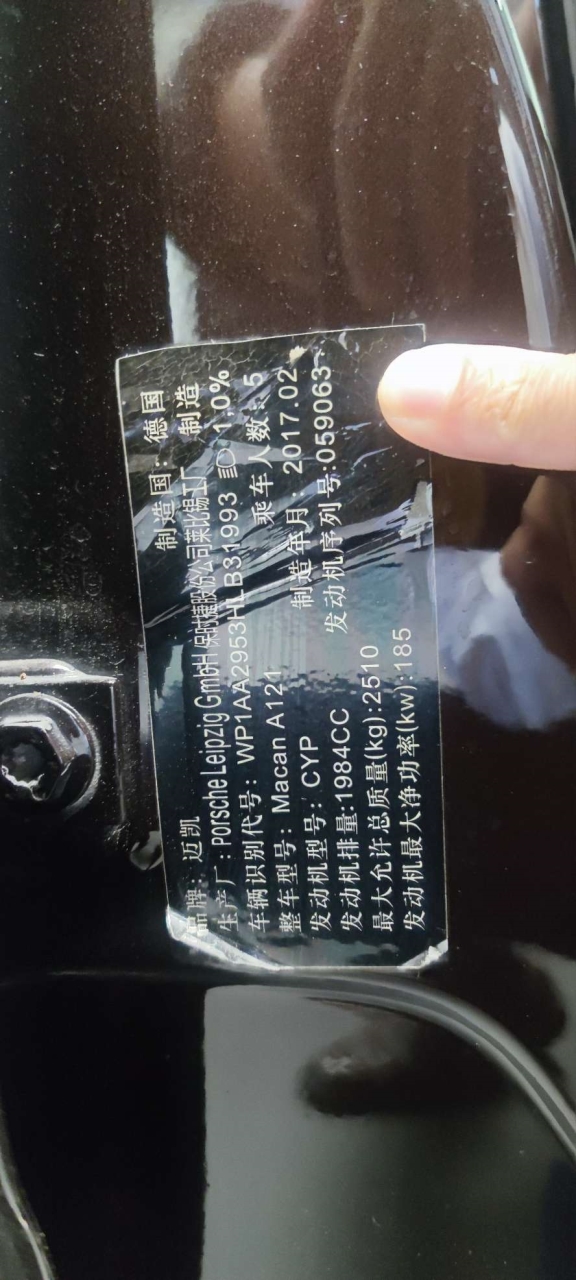 品牌：迈凯 制造国：德国
生产厂：Porsche Leipzig GmbH/保时捷股份公司莱比锡工厂 制造
车辆识别代号：WP1AA2953HLB31993 1,0%
整车型号：Macan A121 乘车人数：5
发动机型号：CYP 制造年月：2017.02
发动机排量:1984CC 发动机序列号:059063
最大允许总质量(kg):2510
发动机最大净功率(kw):185